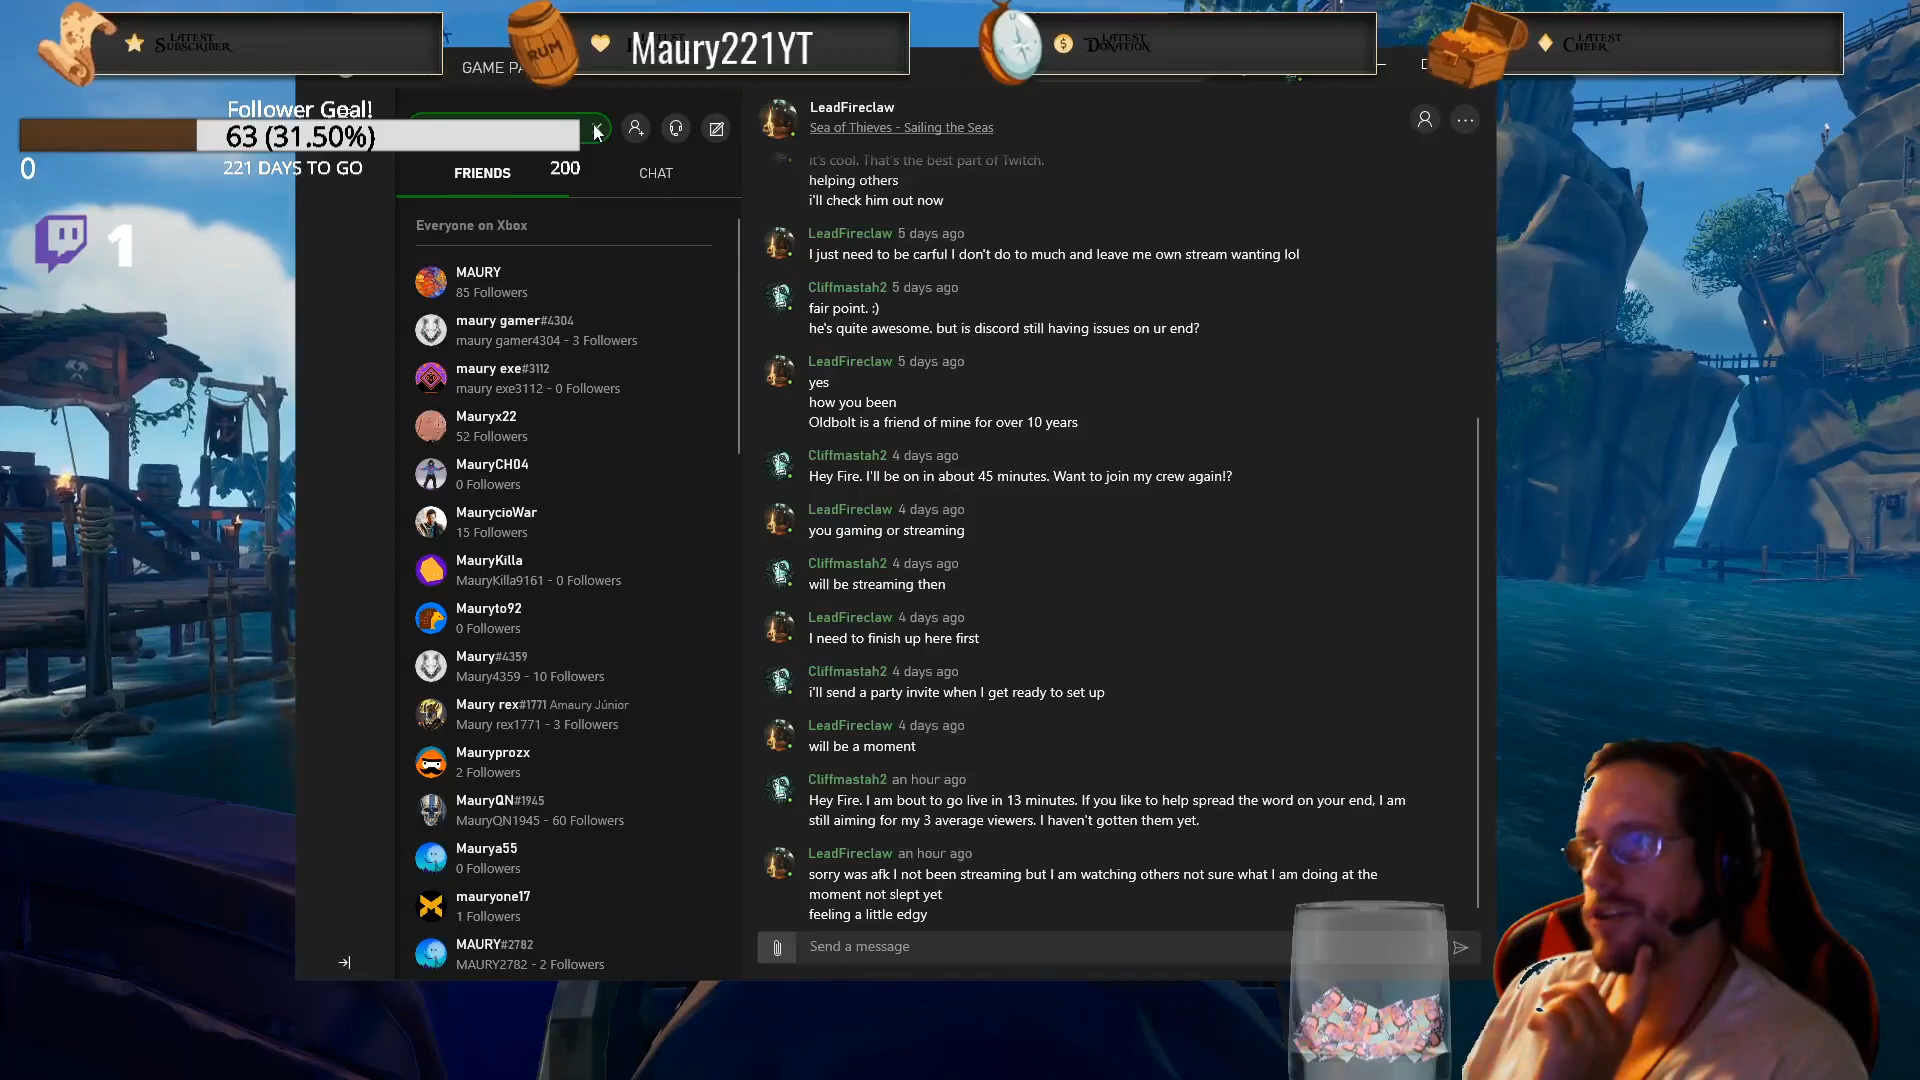 LATEST
SUBSCRIBER
RUM
Maury221YT
LATEST
DONATION
LATEST
CHEER
GAME PA
Follower Goal!
63 (31.50%)
0
221 DAYS TO GO
200
1
FRIENDS
CHAT
Everyone on Xbox
MAURY
85 Followers
maury gamer#4304
maury gamer4304 - 3 Followers
maury exe#3112
maury exe3112 - 0 Followers
Mauryx22
52 Followers
MauryCH04
0 Followers
MaurycioWar
15 Followers
MauryKilla
MauryKilla9161 - 0 Followers
Mauryto92
0 Followers
Maury#4359
Maury4359 - 10 Followers
Maury rex#1771 Amaury Júnior
Maury rex1771 - 3 Followers
Mauryprozx
2 Followers
MauryQN#1945
MauryQN1945 - 60 Followers
Maurya55
0 Followers
mauryone17
1 Followers
MAURY#2782
MAURY2782 - 2 Followers
LeadFireclaw
Sea of Thieves - Sailing the Seas
it's cool. That's the best part of Twitch.
helping others
i'll check him out now
LeadFireclaw 5 days ago
I just need to be carful I don't do to much and leave me own stream wanting lol
Cliffmastah2 5 days ago
fair point. :)
he's quite awesome. but is discord still having issues on ur end?
LeadFireclaw 5 days ago
yes
how you been
Oldbolt is a friend of mine for over 10 years
Cliffmastah2 4 days ago
Hey Fire. I'll be on in about 45 minutes. Want to join my crew again!?
LeadFireclaw 4 days ago
you gaming or streaming
Cliffmastah2 4 days ago
will be streaming then
LeadFireclaw 4 days ago
I need to finish up here first
Cliffmastah2 4 days ago
i'll send a party invite when I get ready to set up
LeadFireclaw 4 days ago
will be a moment
Cliffmastah2 an hour ago
Hey Fire. I am bout to go live in 13 minutes. If you like to help spread the word on your end, I am
still aiming for my 3 average viewers. I haven't gotten them yet.
LeadFireclaw an hour ago
sorry was afk I not been streaming but I am watching others not sure what I am doing at the
moment not slept yet
feeling a little edgy
Send a message